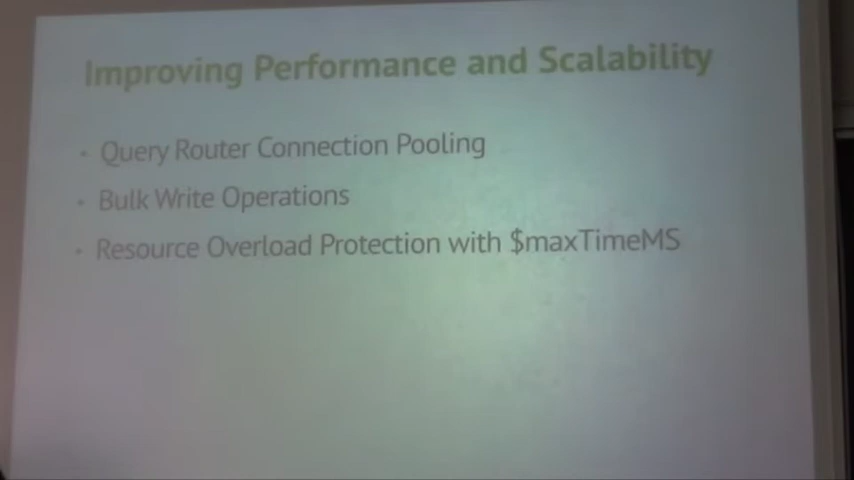 Improving Performance and Scalability
• Query Router Connection Pooling
• Bulk Write Operations
• Resource Overload Protection with $maxTimeMS